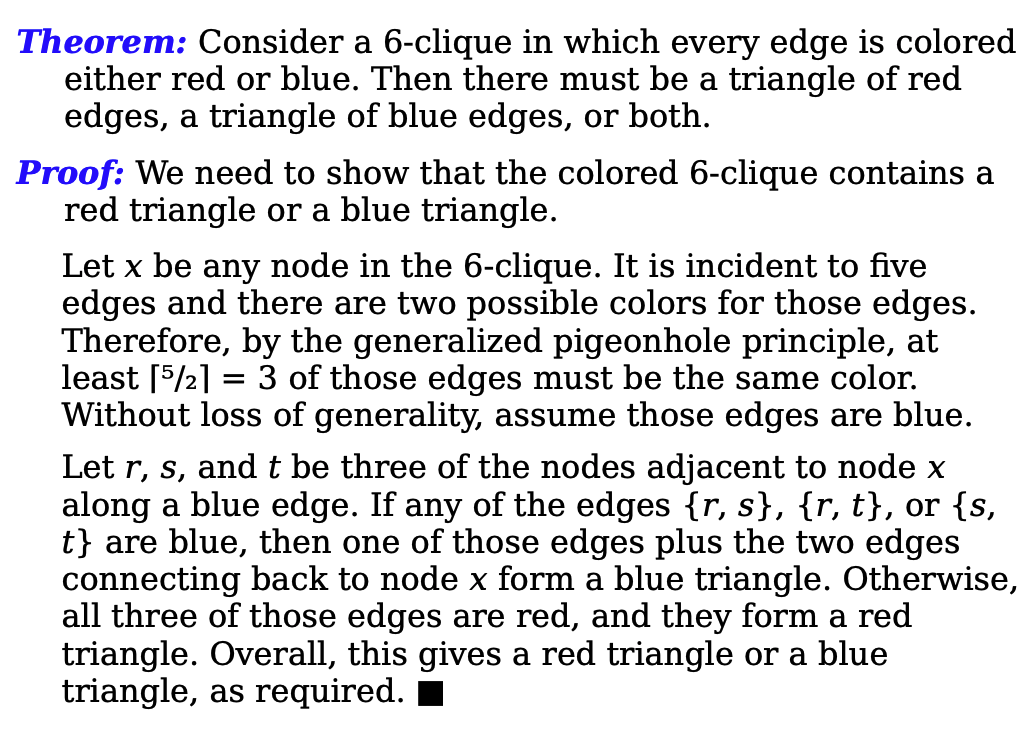 Theorem: Consider a 6-clique in which every edge is colored
either red or blue. Then there must be a triangle of red
edges, a triangle of blue edges, or both.
Proof: We need to show that the colored 6-clique contains a
red triangle or a blue triangle.
Let x be any node in the 6-clique. It is incident to five
edges and there are two possible colors for those edges.
Therefore, by the generalized pigeonhole principle, at
least ⌈⁵/₂⌉ = 3 of those edges must be the same color.
Without loss of generality, assume those edges are blue.
Let r, s, and t be three of the nodes adjacent to node x
along a blue edge. If any of the edges {r, s}, {r, t}, or {s,
t} are blue, then one of those edges plus the two edges
connecting back to node x form a blue triangle. Otherwise,
all three of those edges are red, and they form a red
triangle. Overall, this gives a red triangle or a blue
triangle, as required. ■